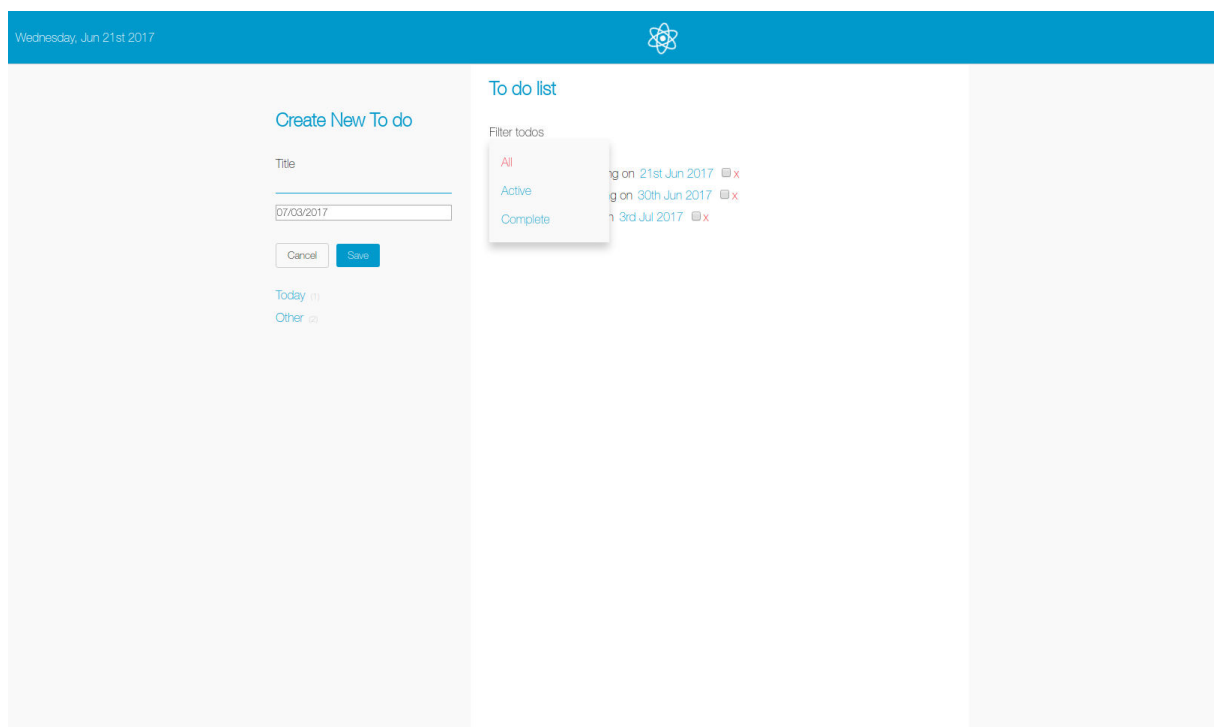 Wednesday, Jun 21st 2017
Create New To do
Title
07/03/2017
Cancel Save
Today (1)
Other (2)
To do list
Filter todos
All
Active
Complete
on 21st Jun 2017 x
on 30th Jun 2017 x
3rd Jul 2017 x